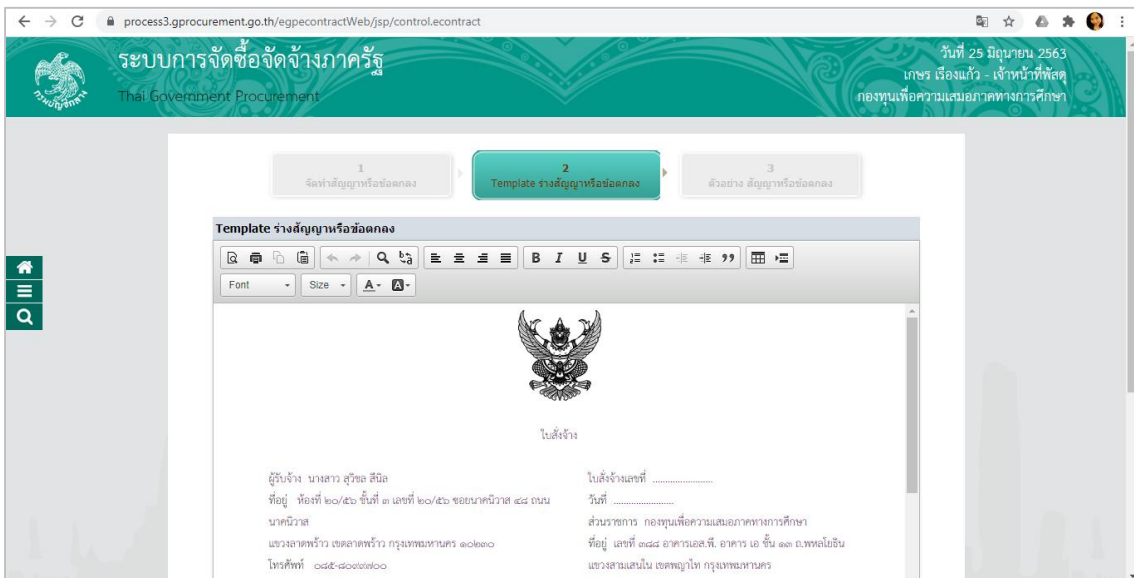 process3.gprocurement.go.th/egpecontractWeb/jsp/control.econtract
ระบบการจัดซื้อจัดจ้างภาครัฐ
Thai Government Procurement
วันที่ 25 มิถุนายน 2563
เกษร เรืองแก้ว - เจ้าหน้าที่พัสดุ
กองทุนเพื่อความเสมอภาคทางการศึกษา
กรมบัญชีกลาง
1
จัดทำสัญญาหรือข้อตกลง
2
Template ร่างสัญญาหรือข้อตกลง
3
ตัวอย่าง สัญญาหรือข้อตกลง
Template ร่างสัญญาหรือข้อตกลง
B I U S
Font Size A A
ใบสั่งจ้าง
ผู้รับจ้าง นางสาว สุวิชล สีนิล
ที่อยู่ ห้องที่ ๒๐/๕๖ ชั้นที่ ๓ เลขที่ ๒๐/๕๖ ซอยนาคนิวาส ๔๘ ถนน
นาคนิวาส
แขวงลาดพร้าว เขตลาดพร้าว กรุงเทพมหานคร ๑๐๒๓๐
โทรศัพท์
ใบสั่งจ้างเลขที่ ........................
วันที่ ........................
ส่วนราชการ กองทุนเพื่อความเสมอภาคทางการศึกษา
ที่อยู่ เลขที่ ๓๘๘ อาคารเอส.พี. อาคาร เอ ชั้น ๑๓ ถ.พหลโยธิน
แขวงสามเสนใน เขตพญาไท กรุงเทพมหานคร